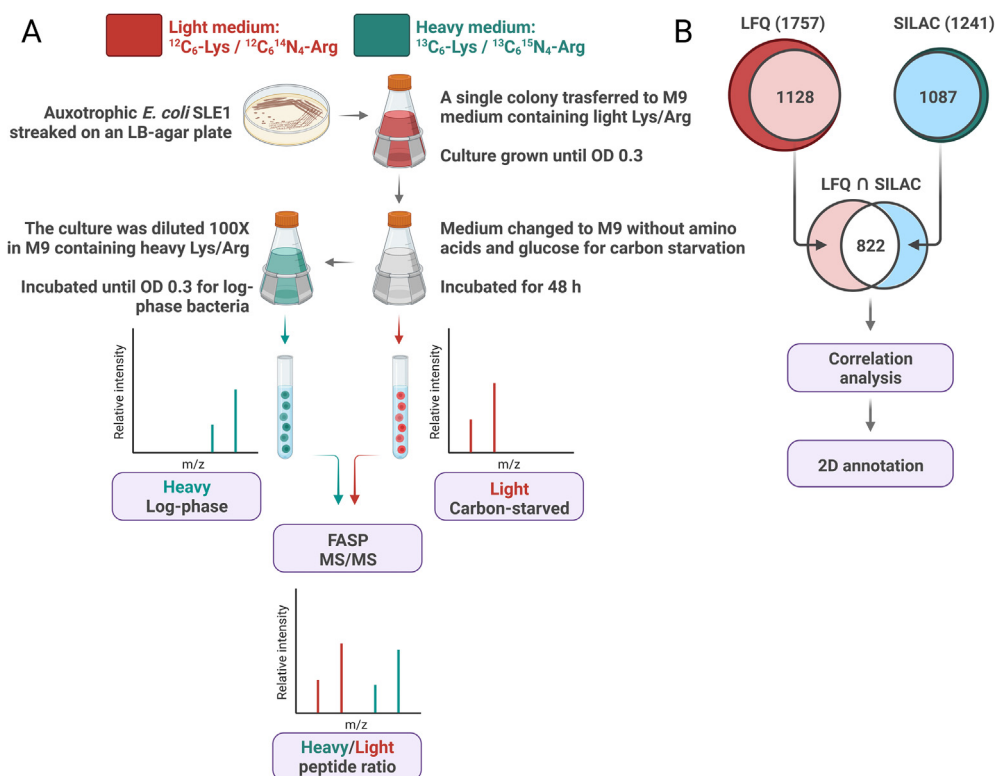 A
Light medium:
¹²C₆-Lys / ¹²C₆¹⁴N₄-Arg
Heavy medium:
¹³C₆-Lys / ¹³C₆¹⁵N₄-Arg
Auxotrophic E. coli SLE1
streaked on an LB-agar plate
A single colony trasferred to M9
medium containing light Lys/Arg
Culture grown until OD 0.3
The culture was diluted 100X
in M9 containing heavy Lys/Arg
Incubated until OD 0.3 for log-
phase bacteria
Medium changed to M9 without amino
acids and glucose for carbon starvation
Incubated for 48 h
Relative intensity
m/z
Heavy
Log-phase
Relative intensity
m/z
Light
Carbon-starved
FASP
MS/MS
Relative intensity
m/z
Heavy/Light
peptide ratio
B
LFQ (1757)
SILAC (1241)
1128
1087
LFQ ∩ SILAC
822
Correlation
analysis
2D annotation